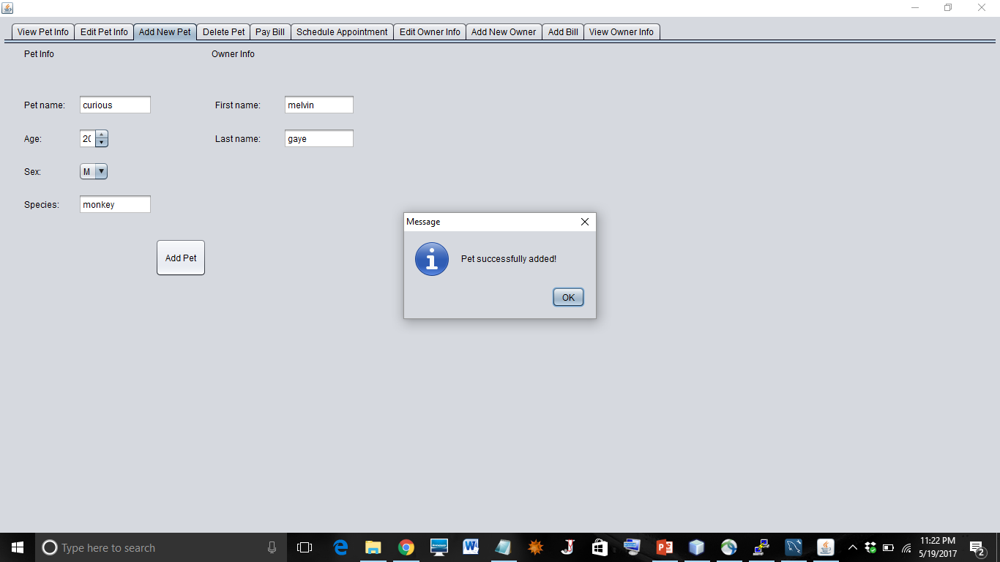 View Pet Info Edit Pet Info Add New Pet Delete Pet Pay Bill Schedule Appointment Edit Owner Info Add New Owner Add Bill View Owner Info
Pet Info Owner Info
Pet name: curious First name: melvin
Age: 20 Last name: gaye
Sex: M
Species: monkey
Add Pet
Message
Pet successfully added!
OK
Type here to search
11:22 PM
5/19/2017
2